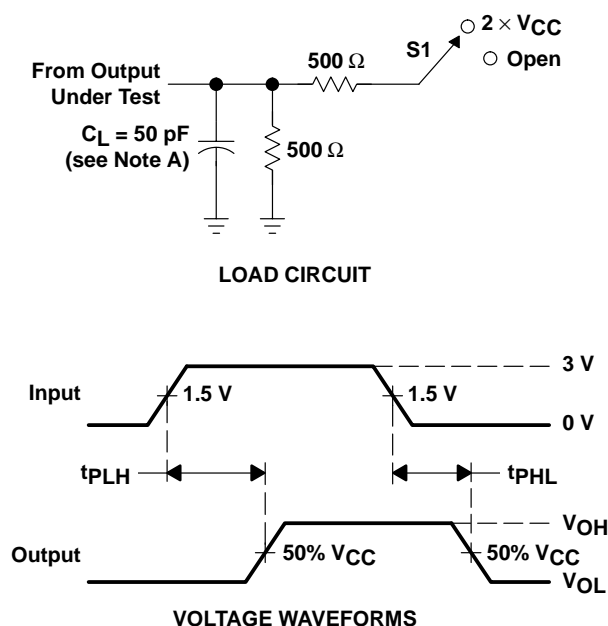 2 × VCC
S1
Open
500 Ω
From Output
Under Test
CL = 50 pF
(see Note A)
500 Ω
LOAD CIRCUIT
3 V
Input
1.5 V
1.5 V
0 V
tPLH
tPHL
VOH
Output
50% VCC
50% VCC
VOL
VOLTAGE WAVEFORMS